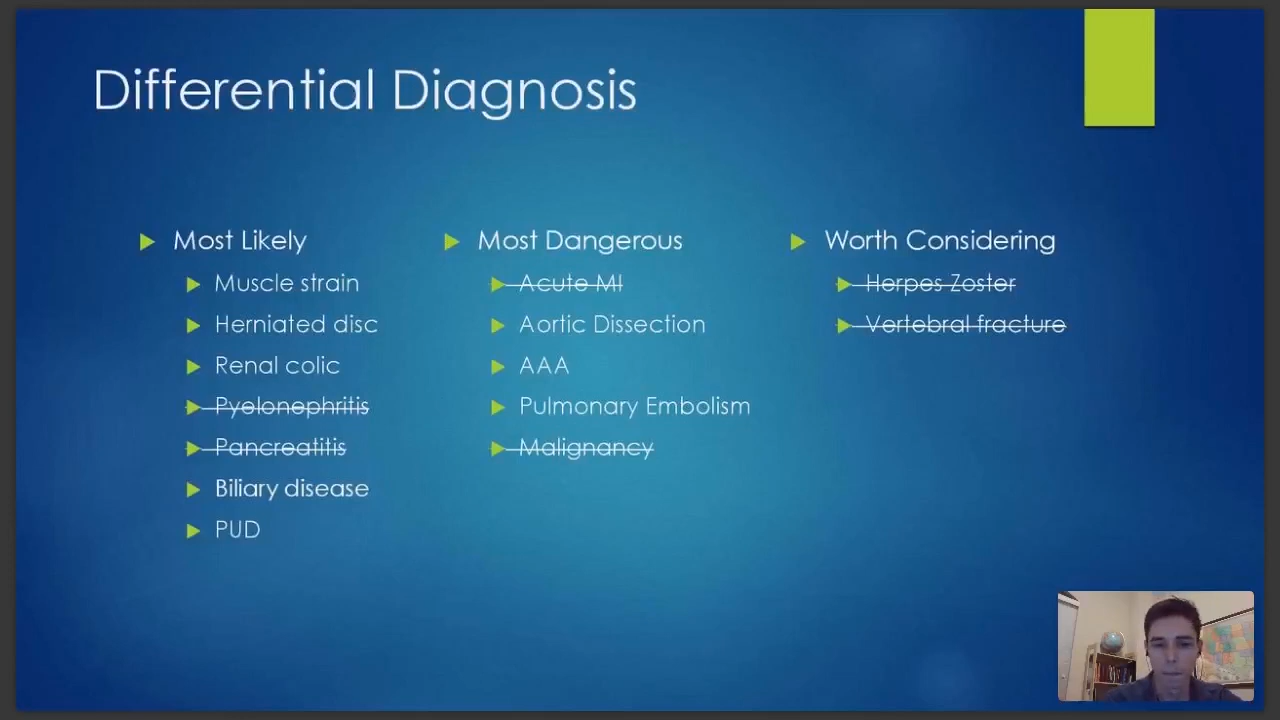 Differential Diagnosis
Most Likely
Muscle strain
Herniated disc
Renal colic
Pyelonephritis
Pancreatitis
Biliary disease
PUD
Most Dangerous
Acute MI
Aortic Dissection
AAA
Pulmonary Embolism
Malignancy
Worth Considering
Herpes Zoster
Vertebral fracture